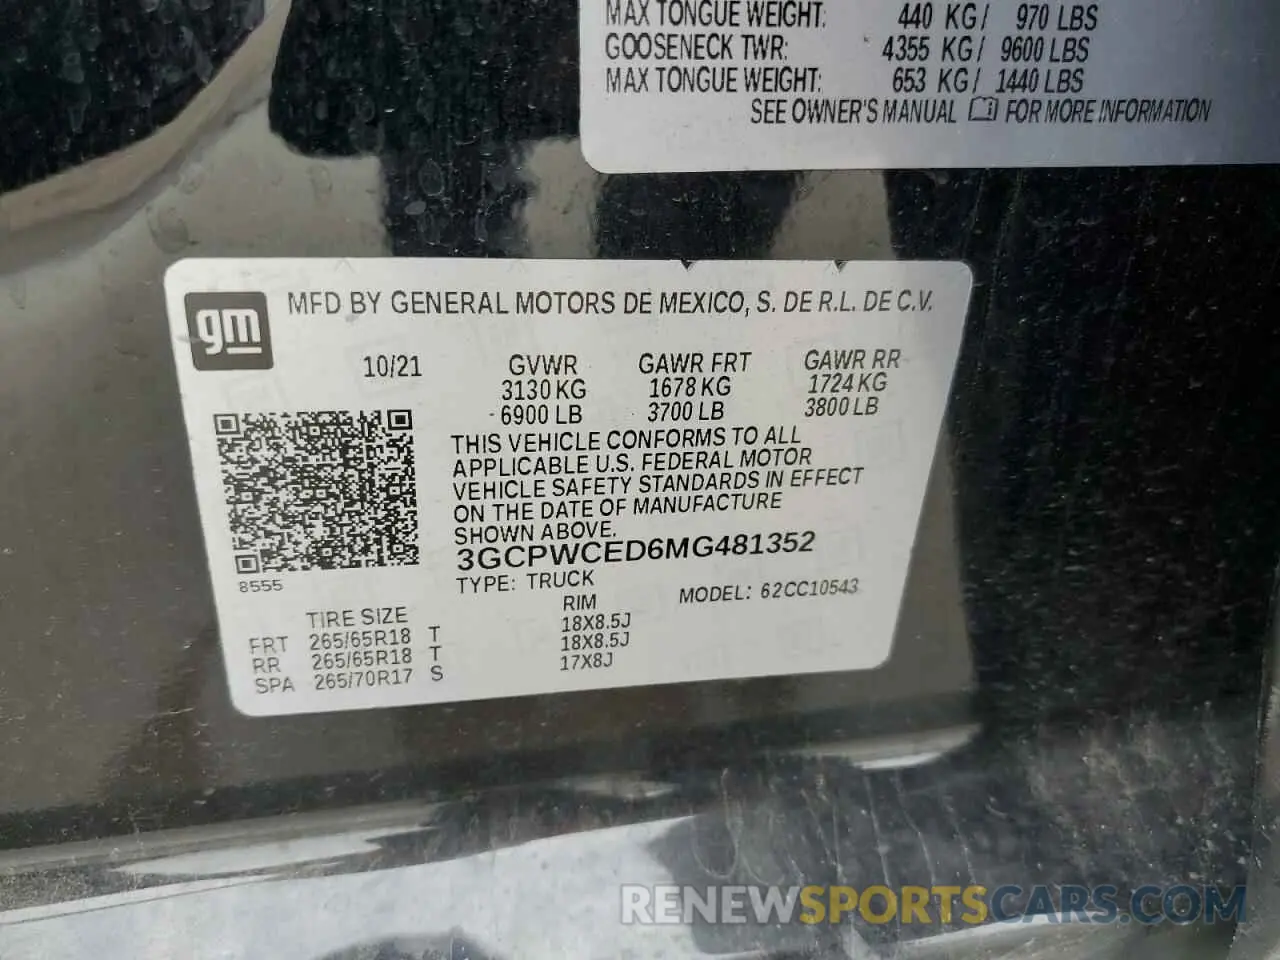 MAX TONGUE WEIGHT: 440 KG/ 970 LBS
GOOSENECK TWR: 4355 KG/ 9600 LBS
MAX TONGUE WEIGHT: 653 KG/ 1440 LBS
SEE OWNER'S MANUAL FOR MORE INFORMATION
gm
MFD BY GENERAL MOTORS DE MEXICO, S. DE R.L. DE C.V.
10/21 GVWR GAWR FRT GAWR RR
3130 KG 1678 KG 1724 KG
6900 LB 3700 LB 3800 LB
THIS VEHICLE CONFORMS TO ALL
APPLICABLE U.S. FEDERAL MOTOR
VEHICLE SAFETY STANDARDS IN EFFECT
ON THE DATE OF MANUFACTURE
SHOWN ABOVE.
3GCPWCED6MG481352
8555
TYPE: TRUCK MODEL: 62CC10543
TIRE SIZE RIM
FRT 265/65R18 T 18X8.5J
RR 265/65R18 T 18X8.5J
SPA 265/70R17 S 17X8J
RENEWSPORTSCARS.COM